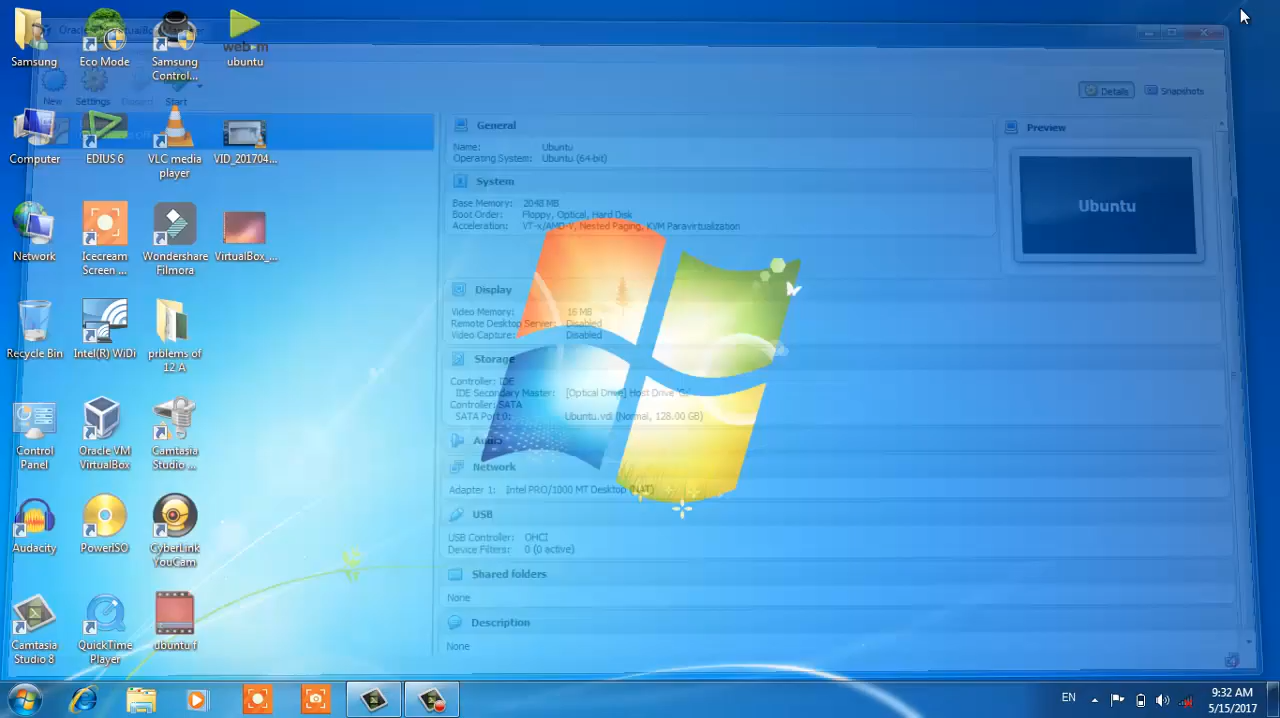 Samsung
Eco Mode
Samsung
Control...
web-m
ubuntu
Computer
EDIUS 6
VLC media
player
VID_201704...
Network
Icecream
Screen ...
Wondershare
Filmora
VirtualBox_...
Recycle Bin
Intel(R) WiDi
prblems of
12 A
Control
Panel
Oracle VM
VirtualBox
Camtasia
Studio ...
Audacity
PowerISO
CyberLink
YouCam
Camtasia
Studio 8
QuickTime
Player
ubuntu f
New
Settings
Discard
Start
Details
Snapshots
General
Name: Ubuntu
Operating System: Ubuntu (64-bit)
System
Base Memory: 2048 MB
Boot Order: Floppy, Optical, Hard Disk
Acceleration: VT-x/AMD-V, Nested Paging, KVM Paravirtualization
Preview
Ubuntu
Display
Video Memory: 16 MB
Remote Desktop Server: Disabled
Video Capture: Disabled
Storage
Controller: IDE
IDE Secondary Master: [Optical Drive] Host Drive
Controller: SATA
SATA Port 0: Ubuntu.vdi (Normal, 128.00 GB)
Audio
Network
Adapter 1: Intel PRO/1000 MT Desktop (NAT)
USB
USB Controller: OHCI
Device Filters: 0 (0 active)
Shared folders
None
Description
None
EN
9:32 AM
5/15/2017